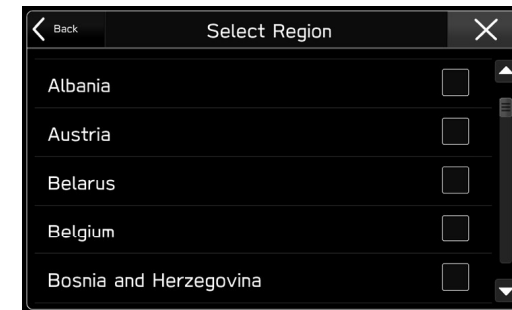 Back
Select Region
Albania
Austria
Belarus
Belgium
Bosnia and Herzegovina